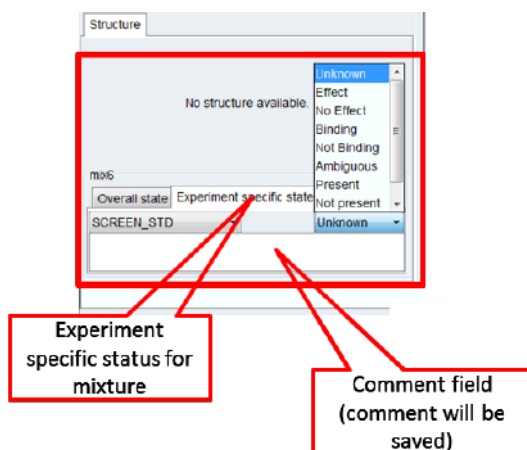 Structure
No structure available.
Unknown
Effect
No Effect
Binding
Not Binding
Ambiguous
Present
Not present
mix6
Overall state
Experiment specific state
SCREEN_STD
Unknown
Experiment
specific status for
mixture
Comment field
(comment will be
saved)